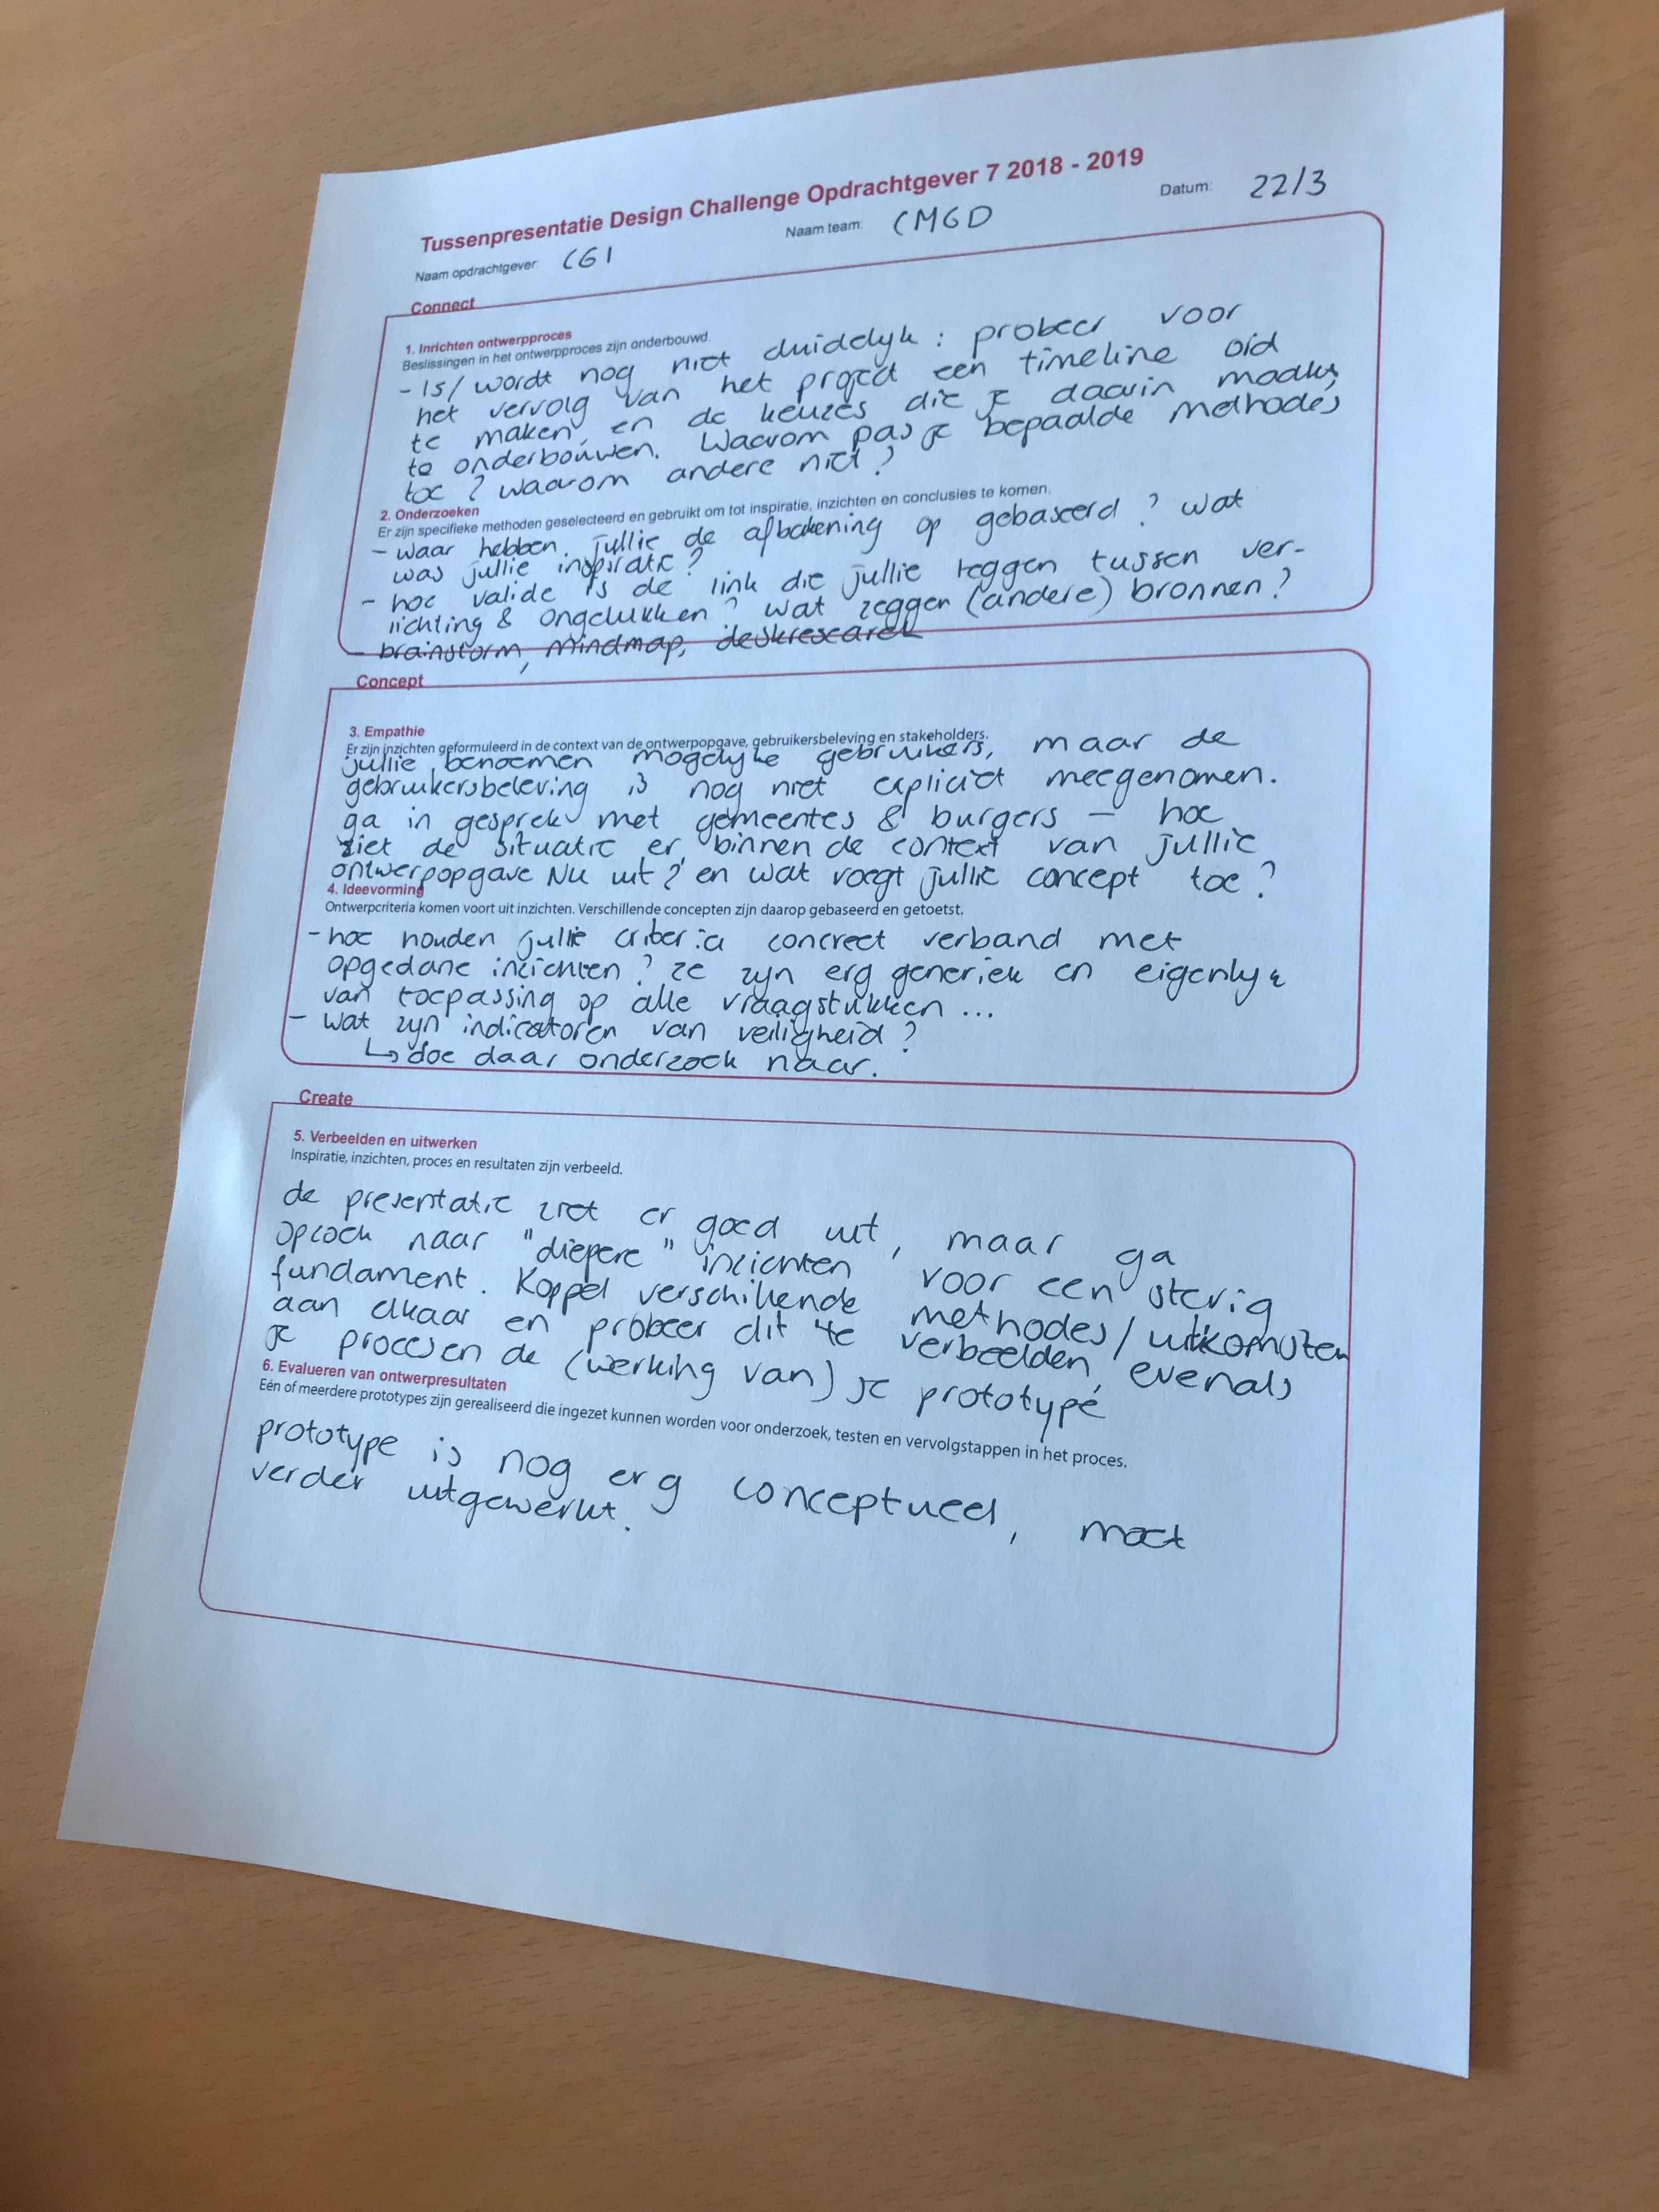 Tussenpresentatie Design Challenge Opdrachtgever 7 2018 - 2019
Naam opdrachtgever: CGI Naam team: CMGD Datum: 22/3
Connect
1. Inrichten ontwerpproces
Beslissingen in het ontwerpproces zijn onderbouwd.
- Is/wordt nog niet duidelijk : probeer voor
het vervolg van het project een timeline oid
te maken, en de keuzes die je daarin maakt,
te onderbouwen. Waarom pas je bepaalde methodes
toe ? waarom andere niet ?
2. Onderzoeken
Er zijn specifieke methoden geselecteerd en gebruikt om tot inspiratie, inzichten en conclusies te komen.
- waar hebben jullie de afbakening op gebaseerd ? wat
was jullie inspiratie ?
- hoe valide is de link die jullie leggen tussen ver-
lichting & ongelukken ? wat zeggen (andere) bronnen ?
- brainstorm, mindmap, deskresearch
Concept
3. Empathie
Er zijn inzichten geformuleerd in de context van de ontwerpopgave, gebruikersbeleving en stakeholders.
jullie benoemen mogelijke gebruikers, maar de
gebruikersbeleving is nog niet expliciet meegenomen.
ga in gesprek met gemeentes & burgers — hoe
ziet de situatie er binnen de context van jullie
ontwerpopgave NU uit ? en wat voegt jullie concept toe ?
4. Ideevorming
Ontwerpcriteria komen voort uit inzichten. Verschillende concepten zijn daarop gebaseerd en getoetst.
- hoe houden jullie criteria concreet verband met
opgedane inzichten ? ze zijn erg generiek en eigenlijk
van toepassing op alle vraagstukken ...
- wat zijn indicatoren van veiligheid ?
↳ doe daar onderzoek naar.
Create
5. Verbeelden en uitwerken
Inspiratie, inzichten, proces en resultaten zijn verbeeld.
de presentatie ziet er goed uit, maar ga
opzoek naar "diepere" inzichten voor een stevig
fundament. Koppel verschillende methodes/uitkomsten
aan elkaar en probeer dit te verbeelden, evenals
je proces en de (werking van) je prototype
6. Evalueren van ontwerpresultaten
Eén of meerdere prototypes zijn gerealiseerd die ingezet kunnen worden voor onderzoek, testen en vervolgstappen in het proces.
prototype is nog erg conceptueel, moet
verder uitgewerkt.